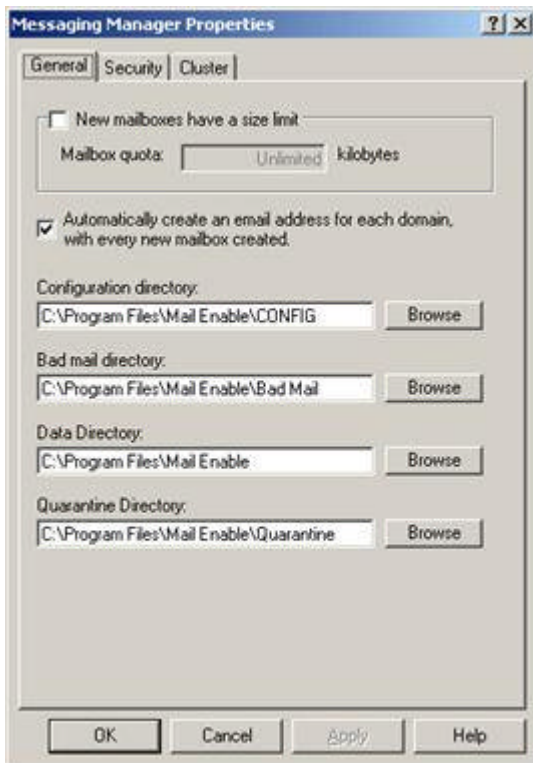 Messaging Manager Properties
General Security Cluster
New mailboxes have a size limit
Mailbox quota: Unlimited kilobytes
Automatically create an email address for each domain,
with every new mailbox created.
Configuration directory:
C:\Program Files\Mail Enable\CONFIG Browse
Bad mail directory:
C:\Program Files\Mail Enable\Bad Mail Browse
Data Directory:
C:\Program Files\Mail Enable Browse
Quarantine Directory:
C:\Program Files\Mail Enable\Quarantine Browse
OK Cancel Apply Help